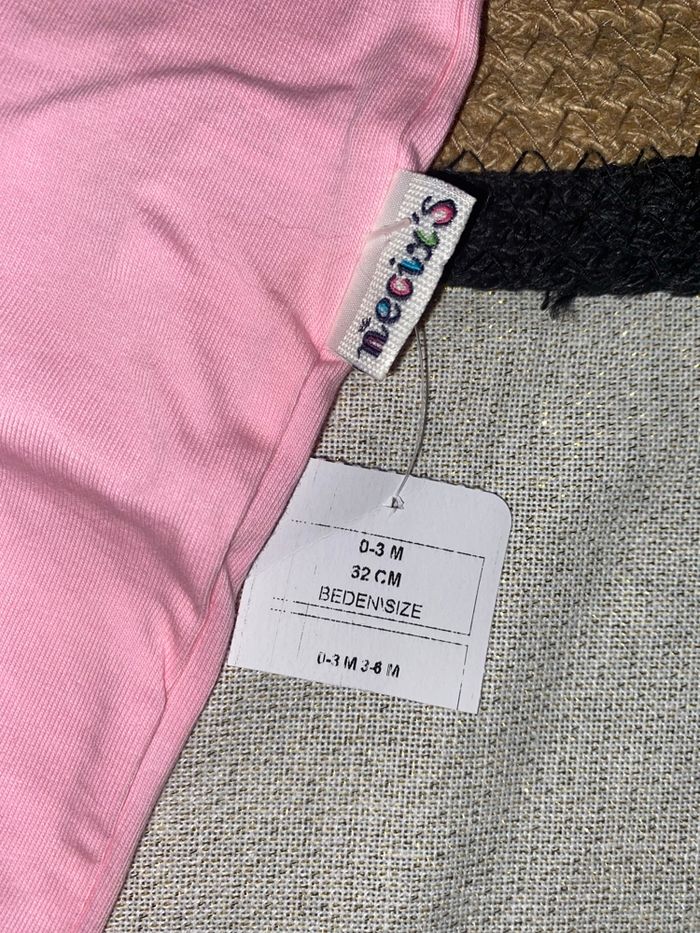 necix's
0-3 M
32 CM
BEDEN\SIZE
0-3 M 3-6 M